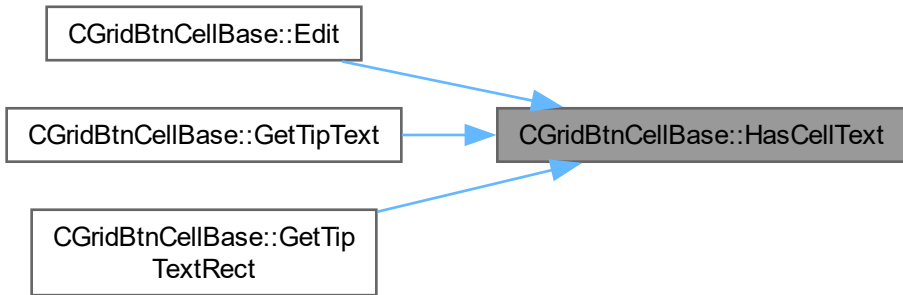 CGridBtnCellBase::Edit
CGridBtnCellBase::GetTipText
CGridBtnCellBase::HasCellText
CGridBtnCellBase::GetTip
TextRect